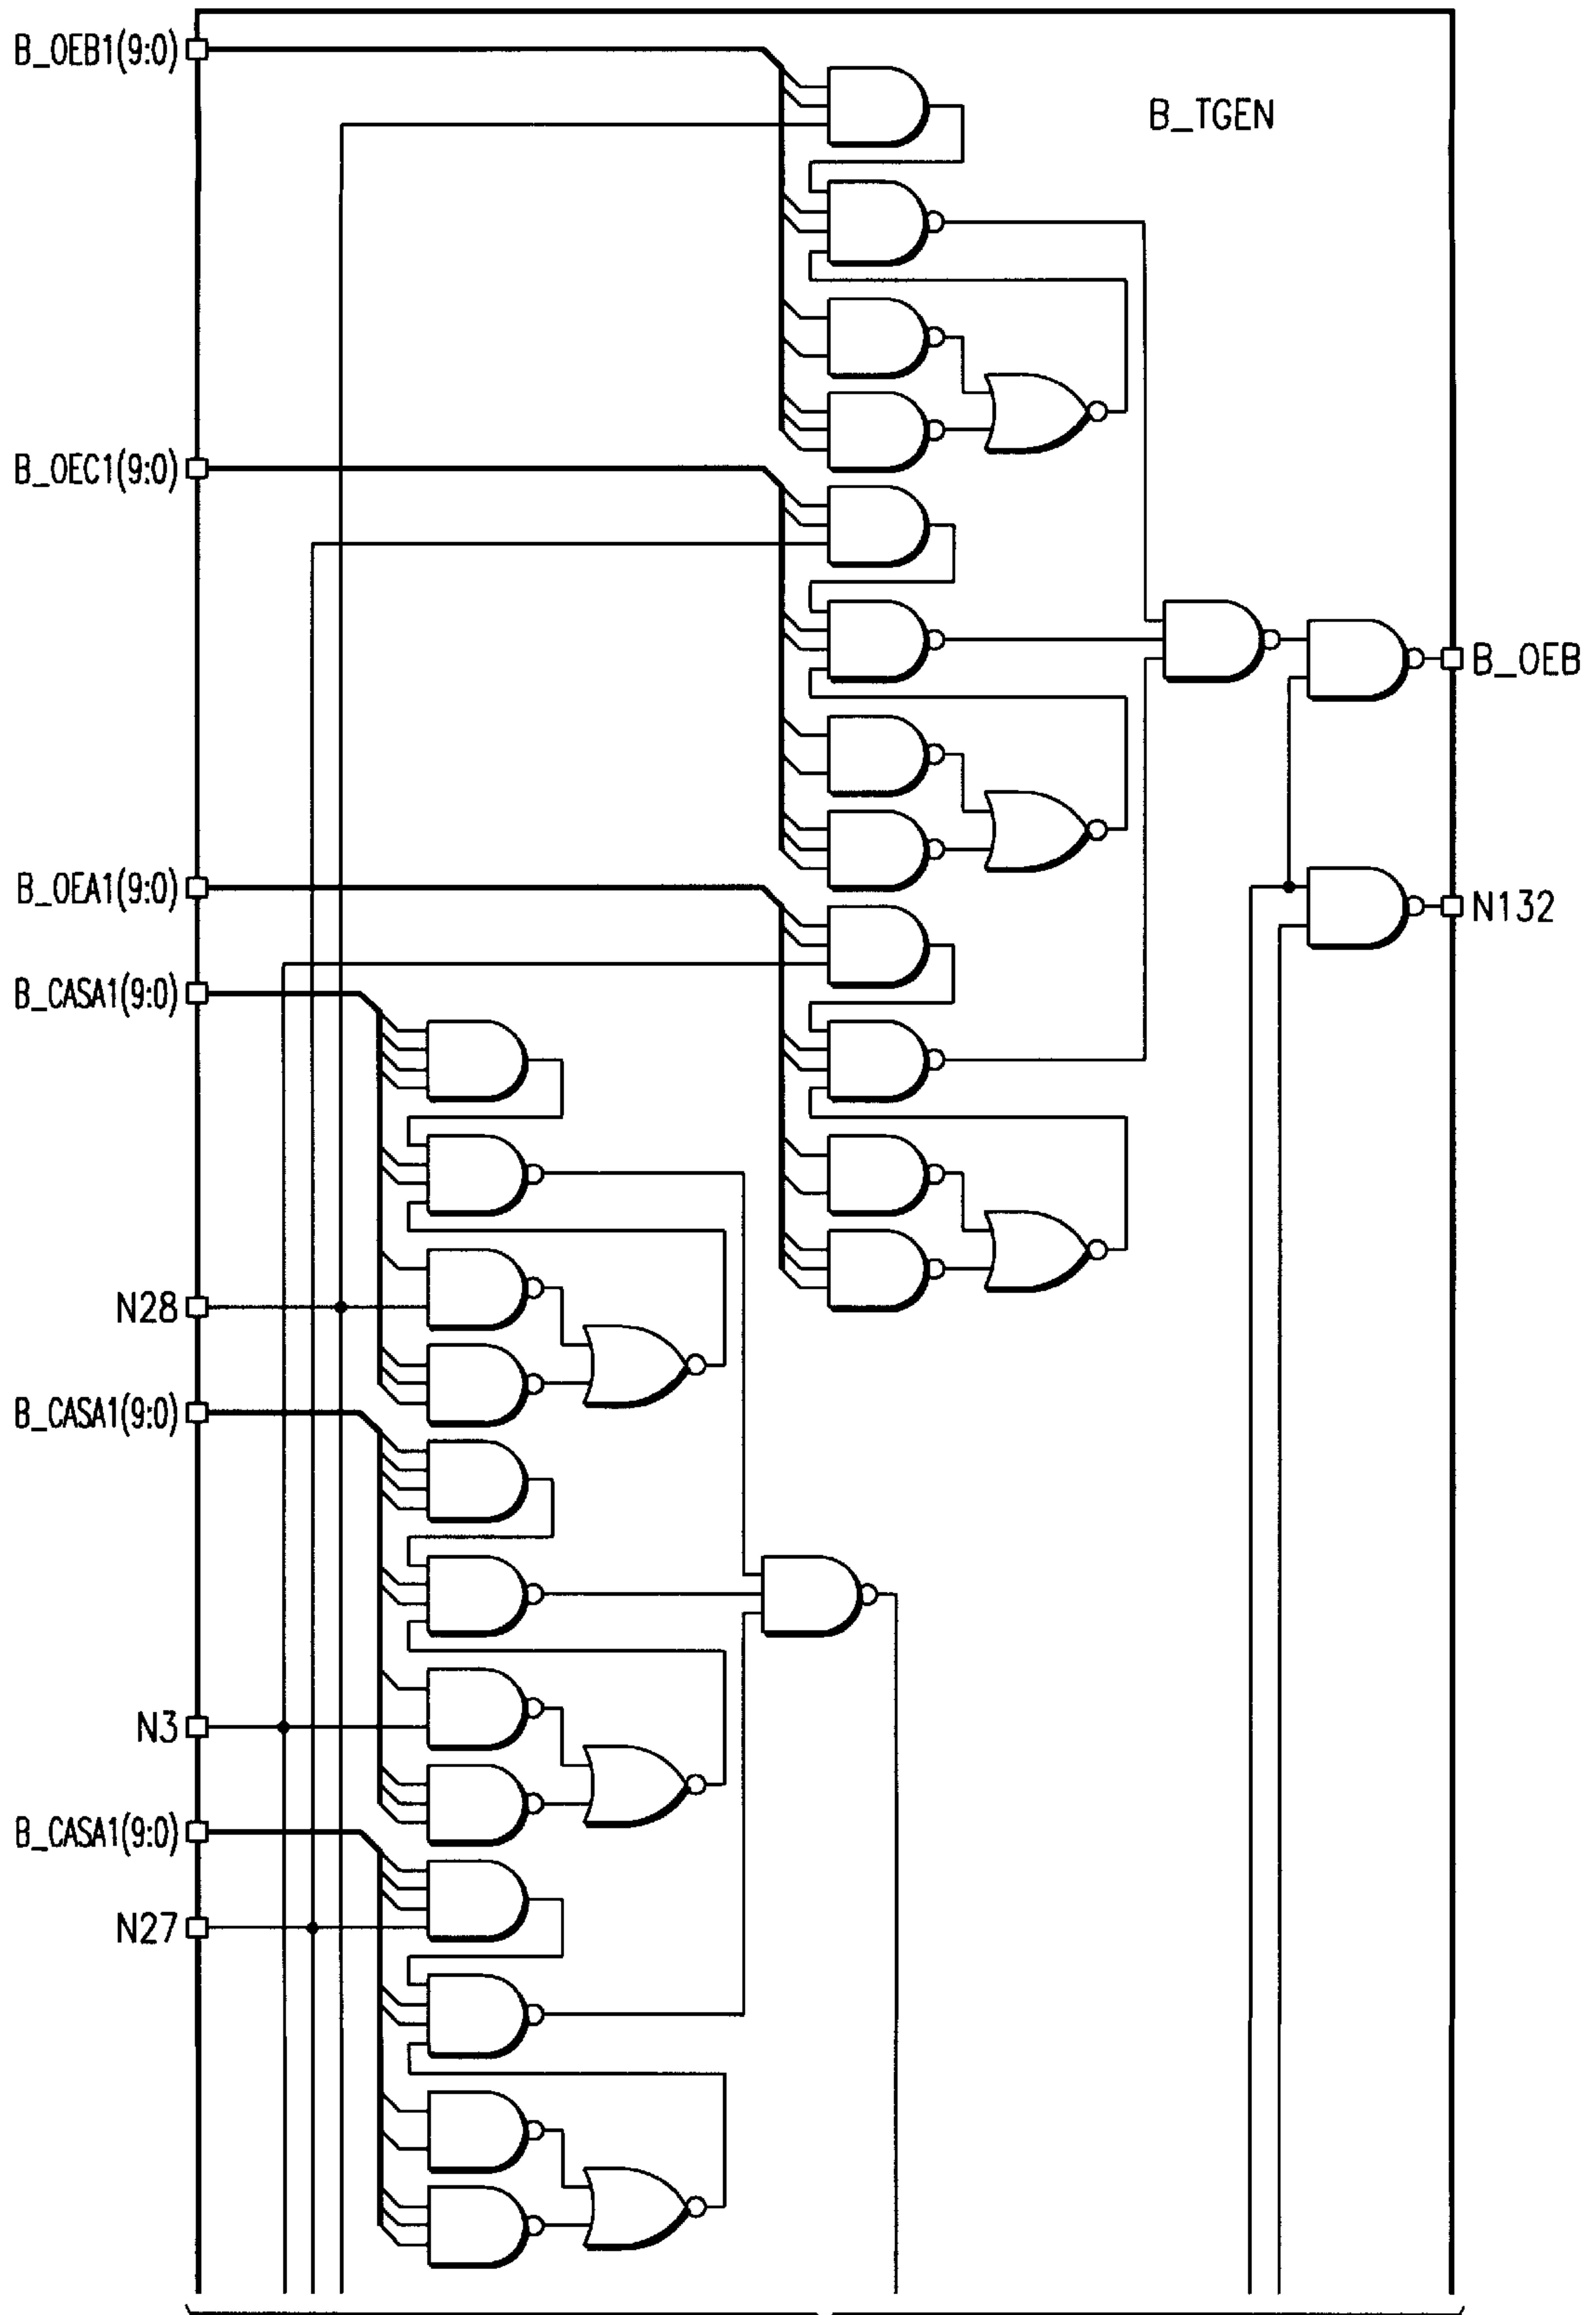 B_OEB1(9:0)
B_TGEN
B_OEC1(9:0)
B_OEB
B_OEA1(9:0)
N132
B_CASA1(9:0)
N28
B_CASA1(9:0)
N3
B_CASA1(9:0)
N27